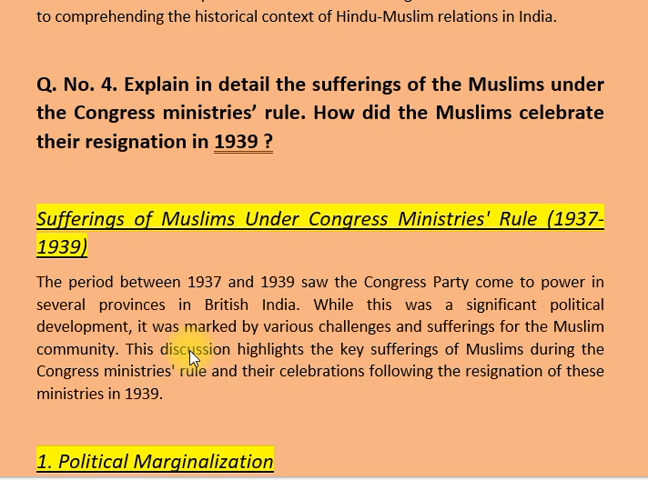 to comprehending the historical context of Hindu-Muslim relations in India.
Q. No. 4. Explain in detail the sufferings of the Muslims under
the Congress ministries’ rule. How did the Muslims celebrate
their resignation in 1939 ?
Sufferings of Muslims Under Congress Ministries' Rule (1937-
1939)
The period between 1937 and 1939 saw the Congress Party come to power in
several provinces in British India. While this was a significant political
development, it was marked by various challenges and sufferings for the Muslim
community. This discussion highlights the key sufferings of Muslims during the
Congress ministries' rule and their celebrations following the resignation of these
ministries in 1939.
1. Political Marginalization